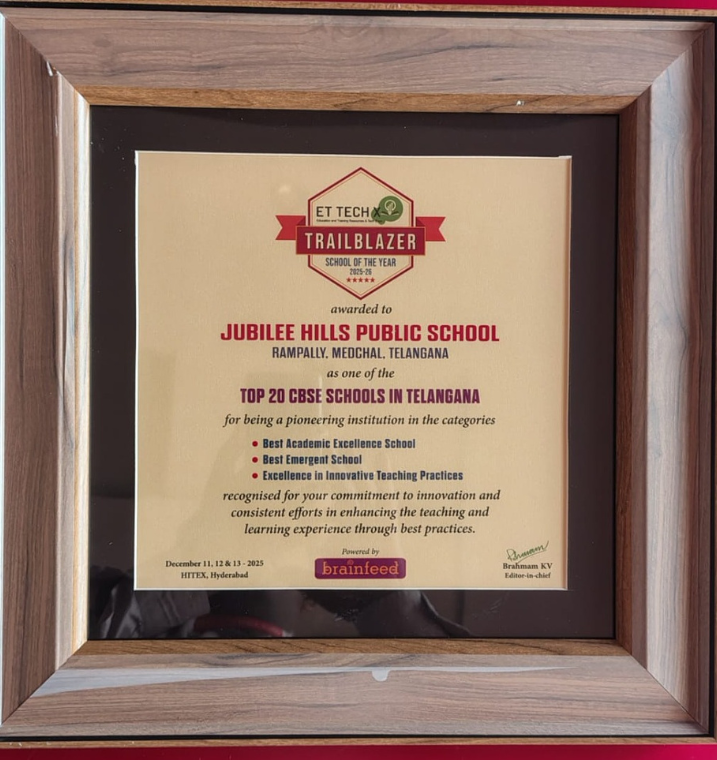 ET TECH X
TRAILBLAZER
SCHOOL OF THE YEAR
2025-26
awarded to
JUBILEE HILLS PUBLIC SCHOOL
RAMPALLY, MEDCHAL, TELANGANA
as one of the
TOP 20 CBSE SCHOOLS IN TELANGANA
for being a pioneering institution in the categories
• Best Academic Excellence School
• Best Emergent School
• Excellence in Innovative Teaching Practices
recognised for your commitment to innovation and
consistent efforts in enhancing the teaching and
learning experience through best practices.
Powered by
brainfeed
December 11, 12 & 13 - 2025
HITEX, Hyderabad
Brahmam KV
Editor-in-chief